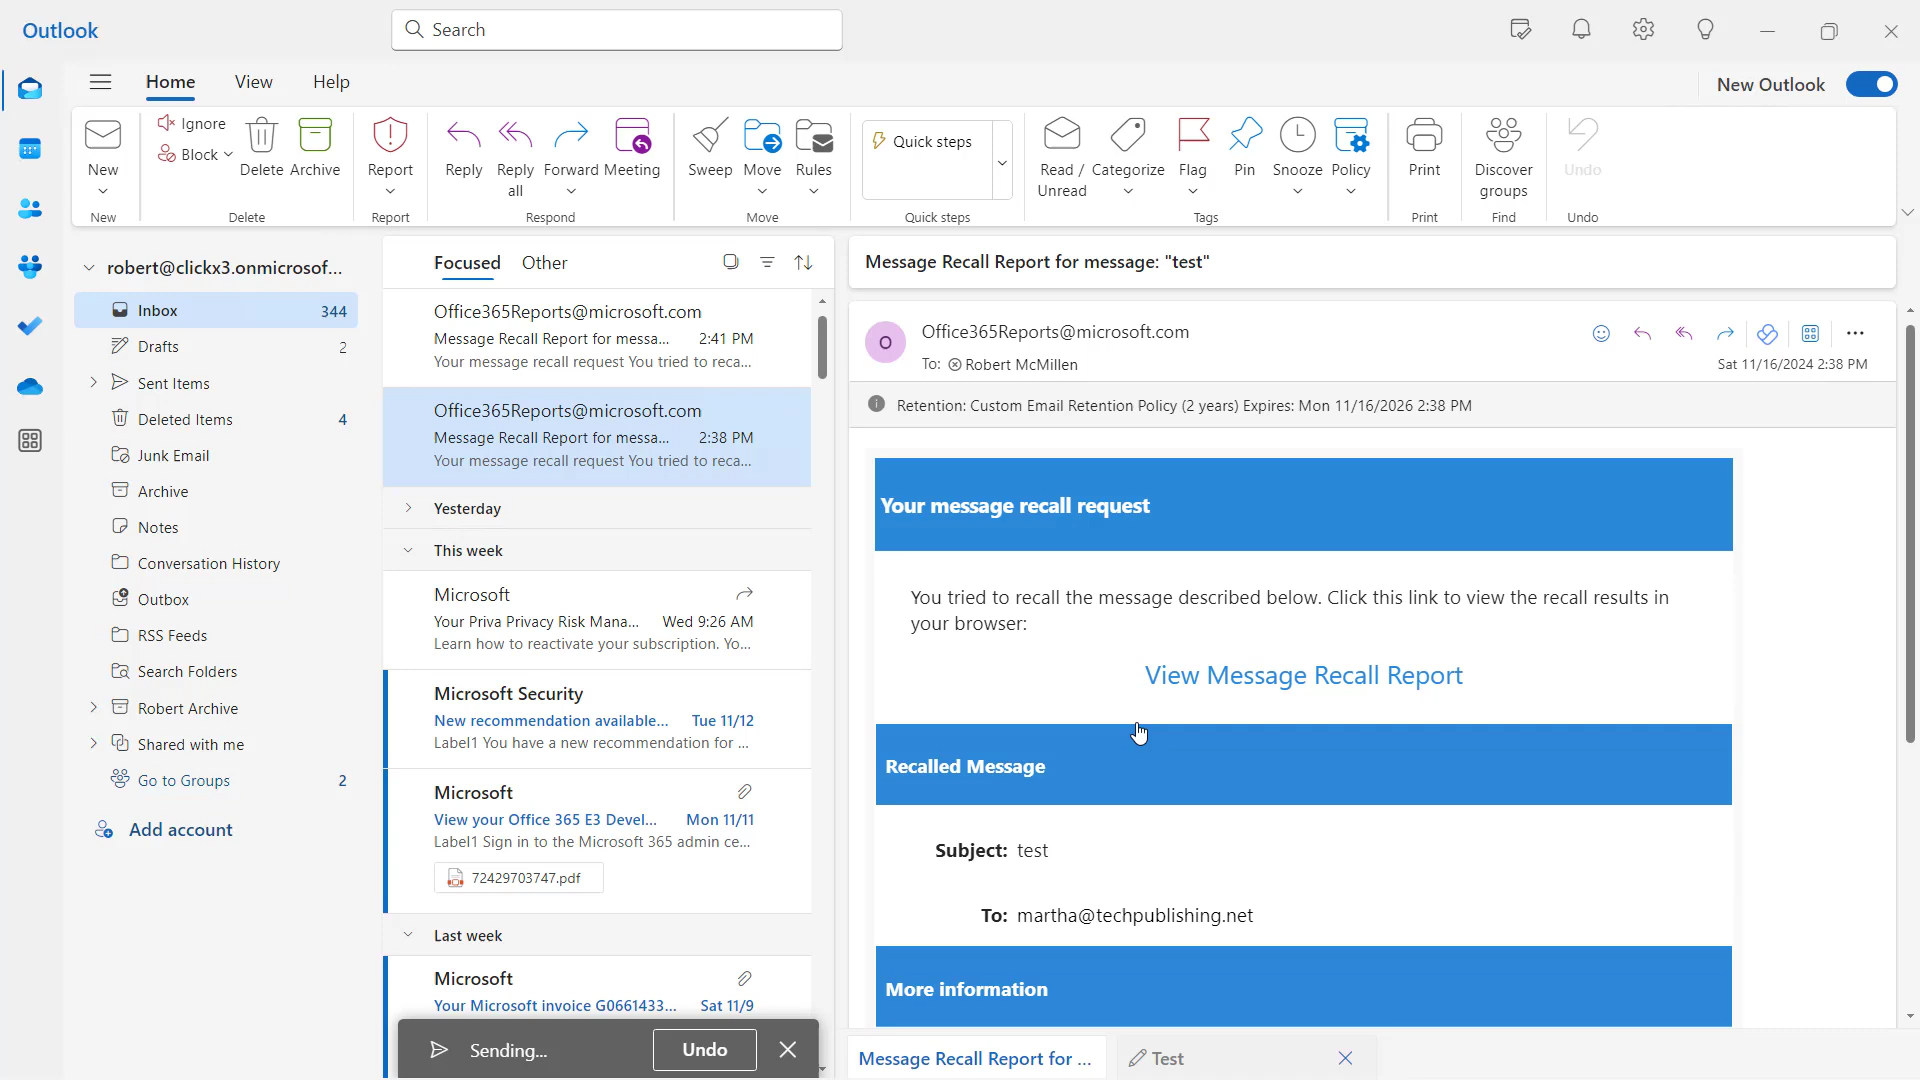 Outlook
Search
Home
View
Help
New Outlook
New
Ignore
Block
Delete
Archive
Report
Reply
Reply
all
Forward
Meeting
Sweep
Move
Rules
Quick steps
Read /
Unread
Categorize
Flag
Pin
Snooze
Policy
Print
Discover
groups
Undo
New
Delete
Report
Respond
Move
Quick steps
Tags
Print
Find
Undo
robert@clickx3.onmicrosof...
Inbox 344
Drafts 2
Sent Items
Deleted Items 4
Junk Email
Archive
Notes
Conversation History
Outbox
RSS Feeds
Search Folders
Robert Archive
Shared with me
Go to Groups 2
Add account
Focused Other
Office365Reports@microsoft.com
Message Recall Report for messa... 2:41 PM
Your message recall request You tried to reca...
Office365Reports@microsoft.com
Message Recall Report for messa... 2:38 PM
Your message recall request You tried to reca...
Yesterday
This week
Microsoft
Your Priva Privacy Risk Mana... Wed 9:26 AM
Learn how to reactivate your subscription. Yo...
Microsoft Security
New recommendation available... Tue 11/12
Label1 You have a new recommendation for ...
Microsoft
View your Office 365 E3 Devel... Mon 11/11
Label1 Sign in to the Microsoft 365 admin ce...
72429703747.pdf
Last week
Microsoft
Your Microsoft invoice G0661433... Sat 11/9
Sending...
Undo
Message Recall Report for message: "test"
O
Office365Reports@microsoft.com
To: Robert McMillen
Sat 11/16/2024 2:38 PM
Retention: Custom Email Retention Policy (2 years) Expires: Mon 11/16/2026 2:38 PM
Your message recall request
You tried to recall the message described below. Click this link to view the recall results in
your browser:
View Message Recall Report
Recalled Message
Subject: test
To: martha@techpublishing.net
More information
Message Recall Report for ...
Test